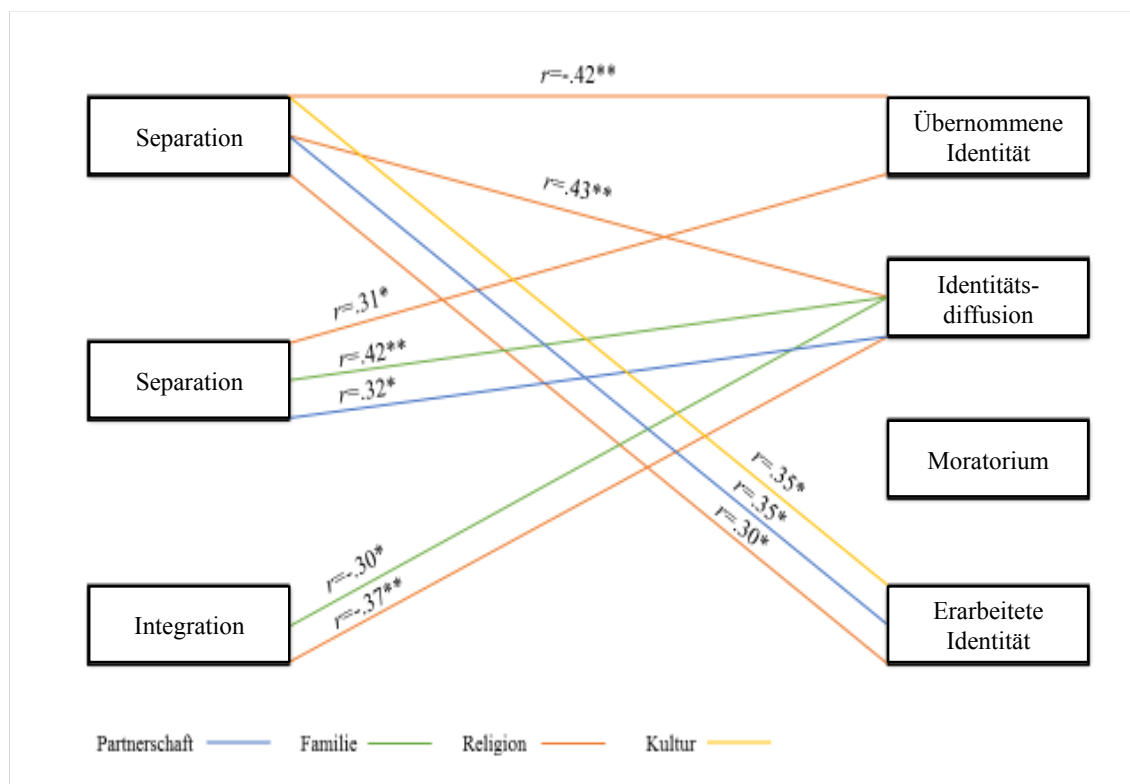 r=-.42**
Separation
Übernommene
Identität
r=.43**
Identitäts-
diffusion
r=.31*
r=.42**
Separation
r=.32*
Moratorium
r=.35*
r=.35*
r=.30*
r=-.30*
r=-.37**
Integration
Erarbeitete
Identität
Partnerschaft Familie Religion Kultur